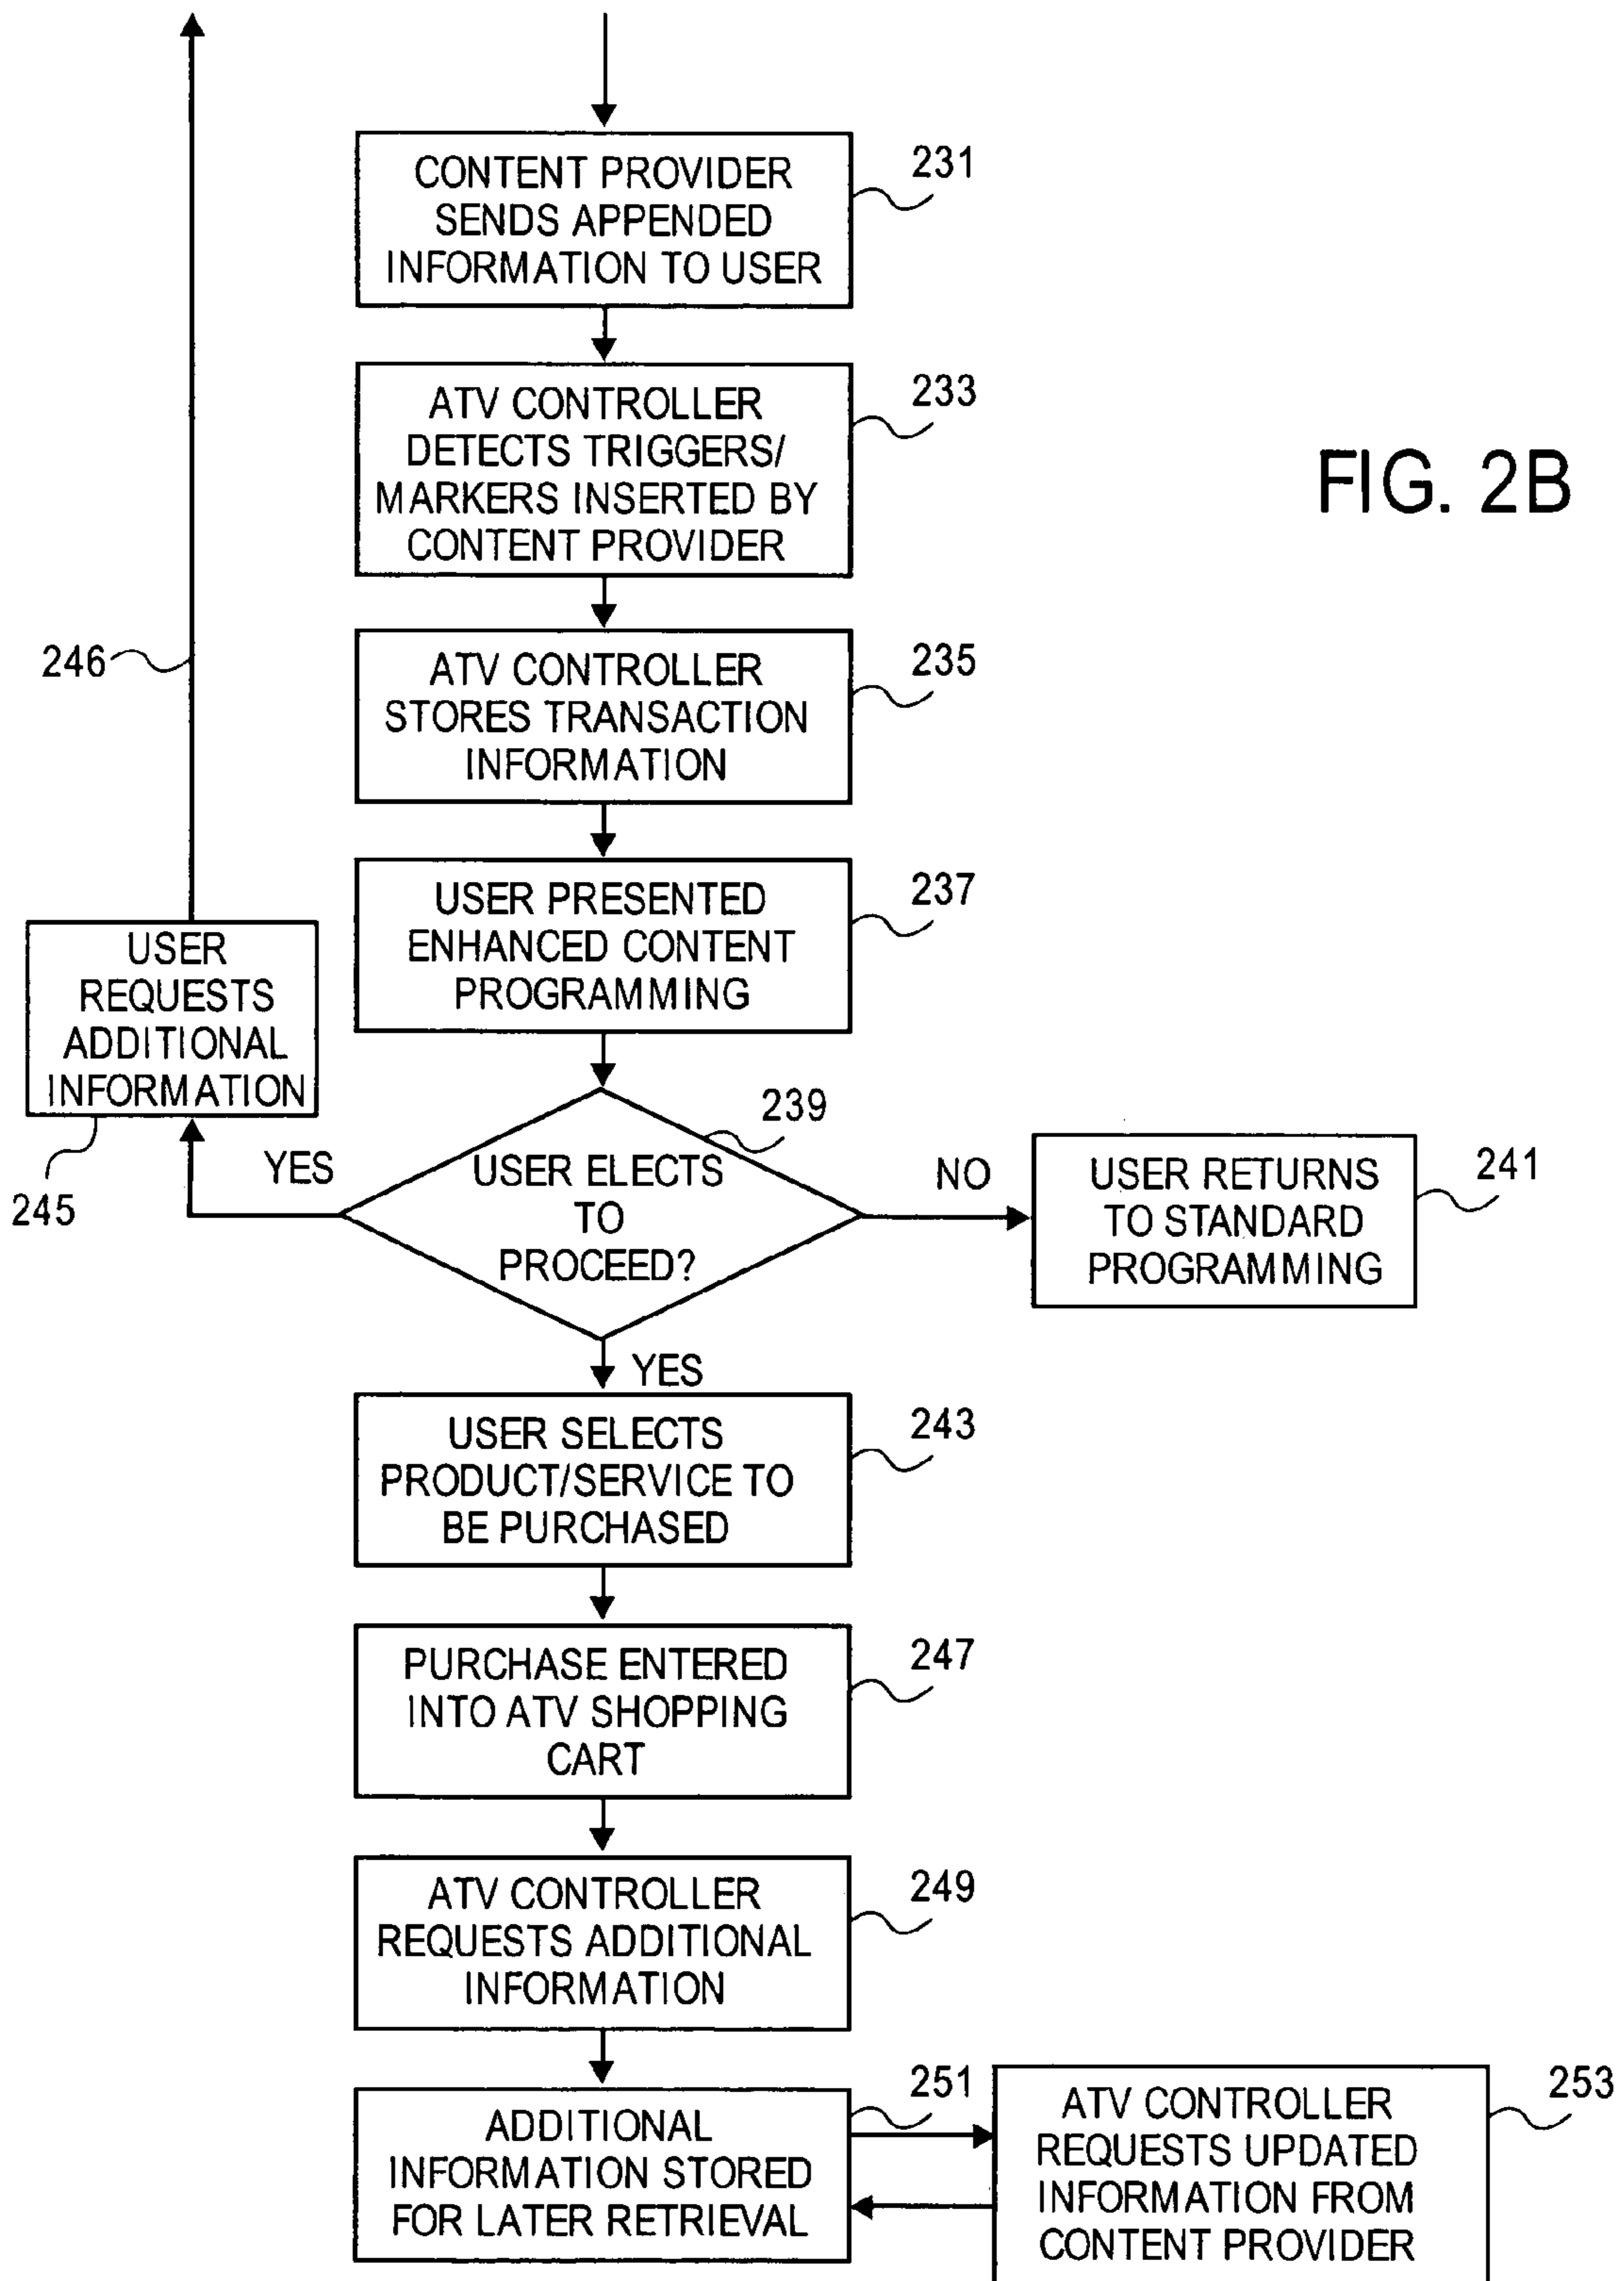 CONTENT PROVIDER
SENDS APPENDED
INFORMATION TO USER
231
ATV CONTROLLER
DETECTS TRIGGERS/
MARKERS INSERTED BY
CONTENT PROVIDER
233
FIG. 2B
246
ATV CONTROLLER
STORES TRANSACTION
INFORMATION
235
USER PRESENTED
ENHANCED CONTENT
PROGRAMMING
237
USER
REQUESTS
ADDITIONAL
INFORMATION
245
YES
USER ELECTS
TO
PROCEED?
239
NO
USER RETURNS
TO STANDARD
PROGRAMMING
241
YES
USER SELECTS
PRODUCT/SERVICE TO
BE PURCHASED
243
PURCHASE ENTERED
INTO ATV SHOPPING
CART
247
ATV CONTROLLER
REQUESTS ADDITIONAL
INFORMATION
249
ADDITIONAL
INFORMATION STORED
FOR LATER RETRIEVAL
251
ATV CONTROLLER
REQUESTS UPDATED
INFORMATION FROM
CONTENT PROVIDER
253